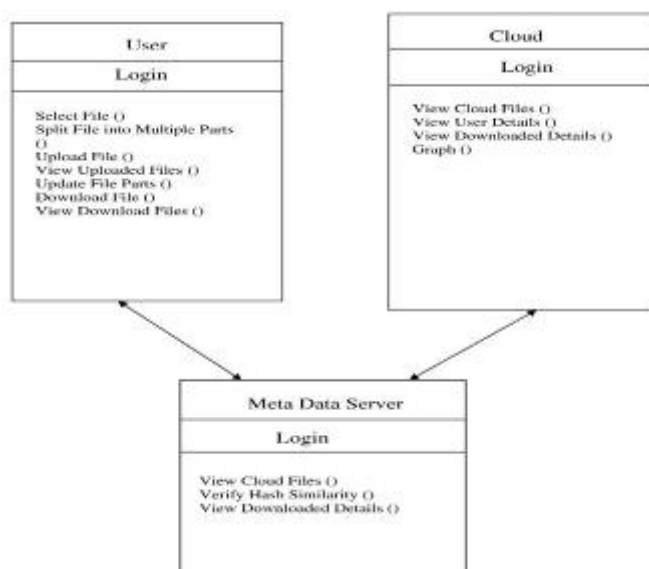 User
Login
Select File ()
Split File into Multiple Parts
()
Upload File ()
View Uploaded Files ()
Update File Parts ()
Download File ()
View Download Files ()
Cloud
Login
View Cloud Files ()
View User Details ()
View Downloaded Details ()
Graph ()
Meta Data Server
Login
View Cloud Files ()
Verify Hash Similarity ()
View Downloaded Details ()